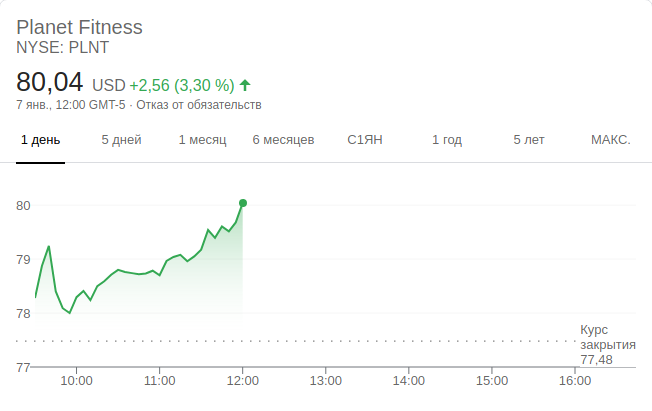 Planet Fitness
NYSE: PLNT
80,04 USD +2,56 (3,30 %)
7 янв., 12:00 GMT-5 · Отказ от обязательств
1 день 5 дней 1 месяц 6 месяцев С1ЯН 1 год 5 лет МАКС.
80
79
78
Курс
закрытия
77,48
77
10:00 11:00 12:00 13:00 14:00 15:00 16:00